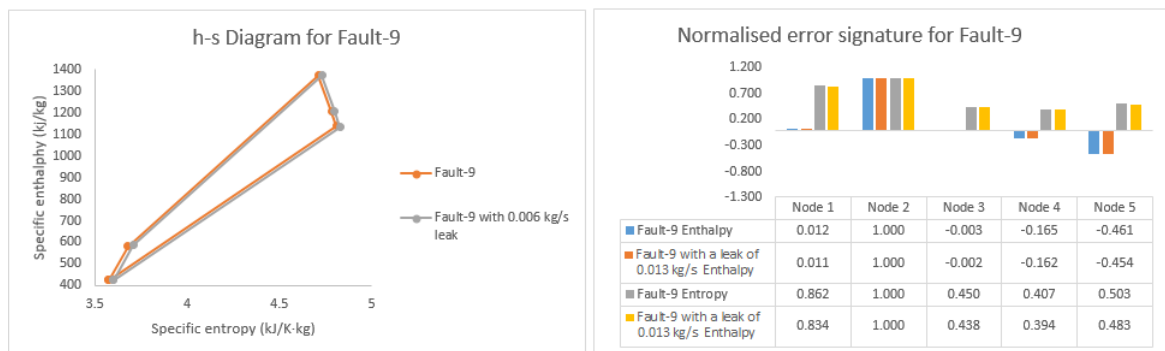 h-s Diagram for Fault-9
Specific enthalphy (kj/kg)
1400
1300
1200
1100
1000
900
800
700
600
500
400
3.5
4
4.5
5
Specific entropy (kJ/K·kg)
Fault-9
Fault-9 with 0.006 kg/s
leak
Normalised error signature for Fault-9
1.200
0.700
0.200
-0.300
-0.800
-1.300
Node 1 Node 2 Node 3 Node 4 Node 5
Fault-9 Enthalpy 0.012 1.000 -0.003 -0.165 -0.461
Fault-9 with a leak of
0.013 kg/s Enthalpy 0.011 1.000 -0.002 -0.162 -0.454
Fault-9 Entropy 0.862 1.000 0.450 0.407 0.503
Fault-9 with a leak of
0.013 kg/s Enthalpy 0.834 1.000 0.438 0.394 0.483